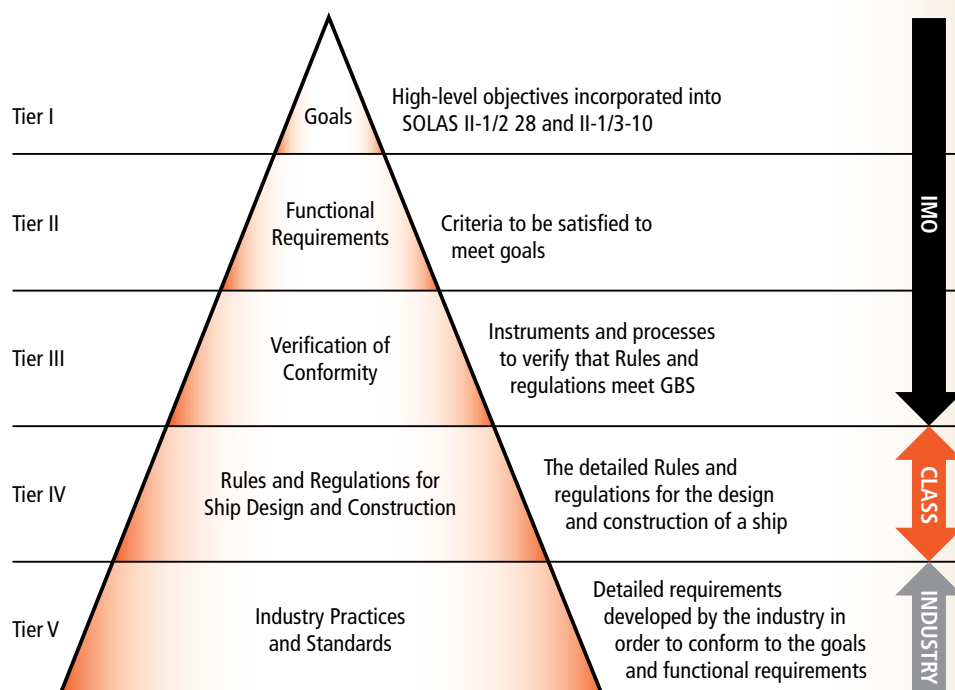 Tier I
Goals
High-level objectives incorporated into
SOLAS II-1/2 28 and II-1/3-10
Tier II
Functional
Requirements
Criteria to be satisfied to
meet goals
Tier III
Verification of
Conformity
Instruments and processes
to verify that Rules and
regulations meet GBS
IMO
Tier IV
Rules and Regulations for
Ship Design and Construction
The detailed Rules and
regulations for the design
and construction of a ship
CLASS
Tier V
Industry Practices
and Standards
Detailed requirements
developed by the industry in
order to conform to the goals
and functional requirements
INDUSTRY